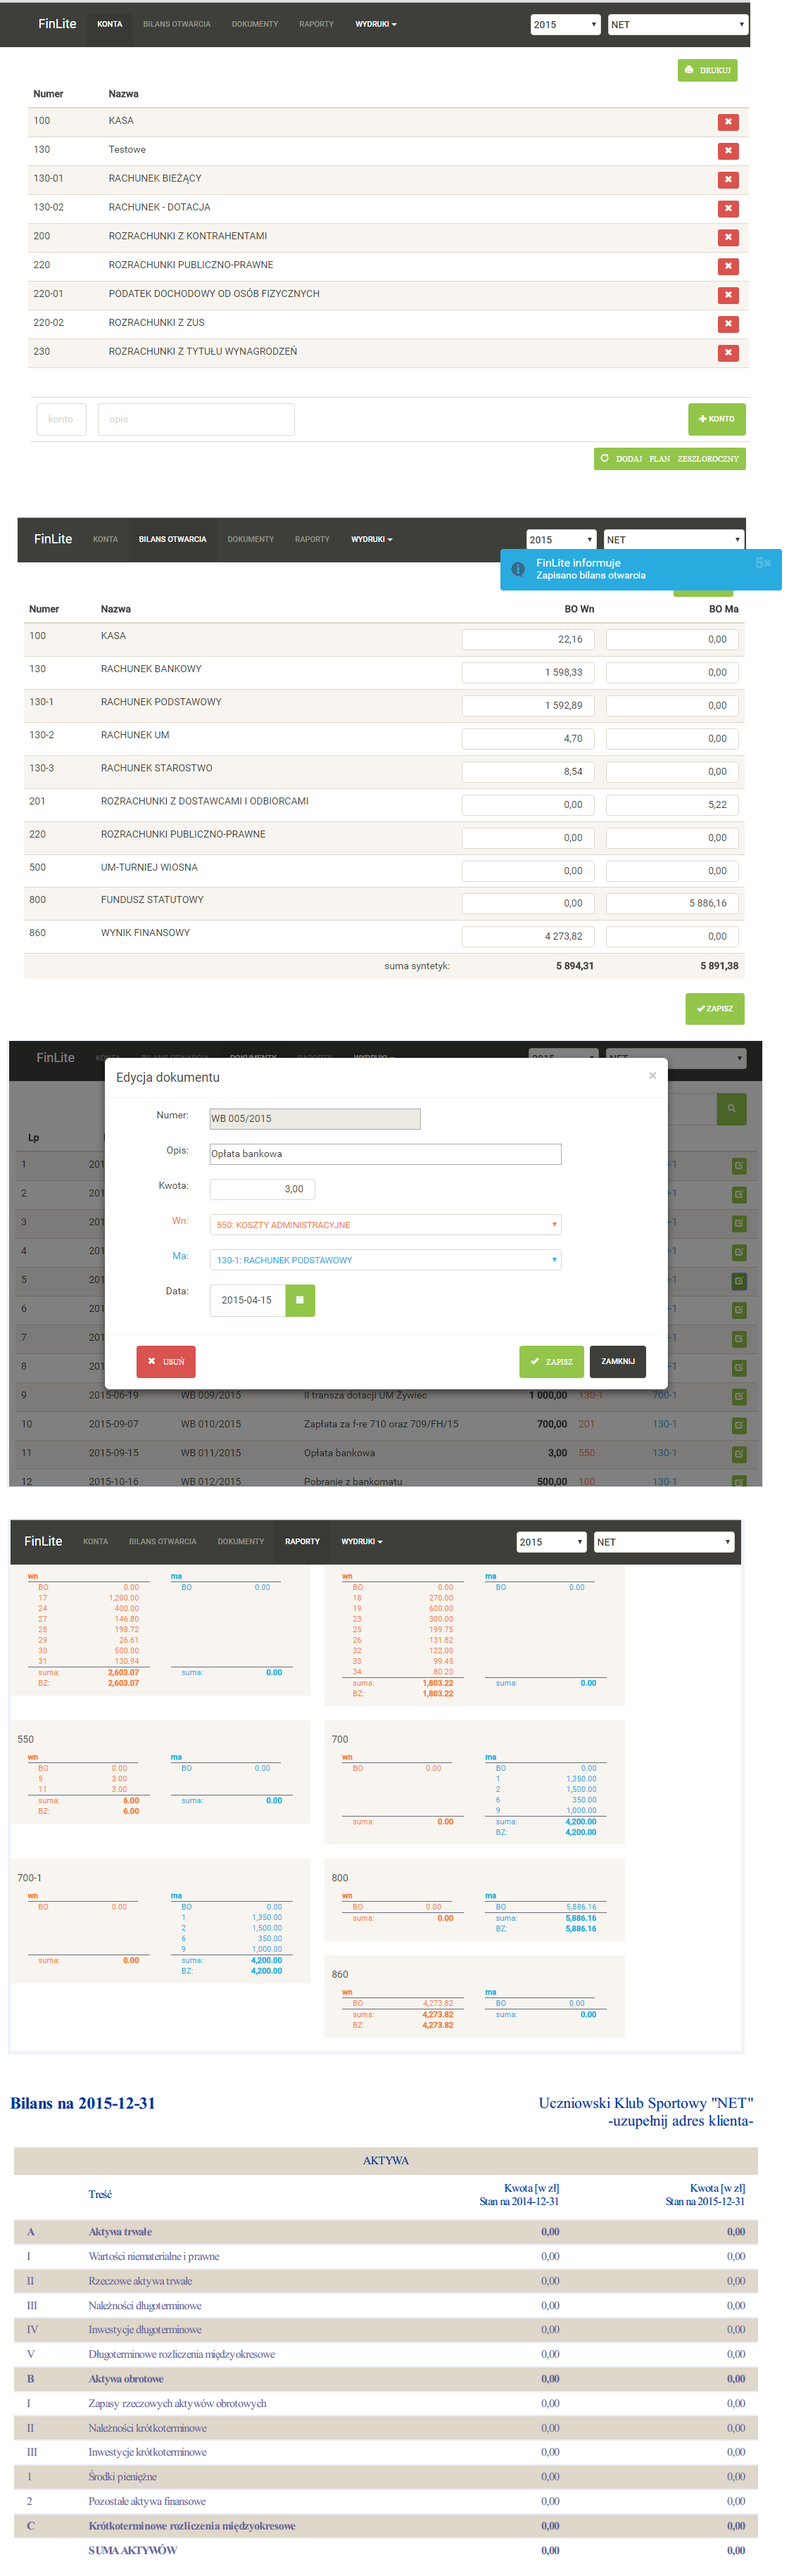 FinLite KONTA BILANS OTWARCIA DOKUMENTY RAPORTY WYDRUKI 2015 NET
DRUKUJ
Numer Nazwa
100 KASA
130 Testowe
130-01 RACHUNEK BIEŻĄCY
130-02 RACHUNEK - DOTACJA
200 ROZRACHUNKI Z KONTRAHENTAMI
220 ROZRACHUNKI PUBLICZNO-PRAWNE
220-01 PODATEK DOCHODOWY OD OSÓB FIZYCZNYCH
220-02 ROZRACHUNKI Z ZUS
230 ROZRACHUNKI Z TYTUŁU WYNAGRODZEŃ
konto opis KONTO
DODAJ PLAN ZESZLOROCZNY
FinLite KONTA BILANS OTWARCIA DOKUMENTY RAPORTY WYDRUKI 2015 NET
FinLite informuje 5×
Zapisano bilans otwarcia
Numer Nazwa BO Wn BO Ma
100 KASA 22,16 0,00
130 RACHUNEK BANKOWY 1 598,33 0,00
130-1 RACHUNEK PODSTAWOWY 1 592,89 0,00
130-2 RACHUNEK UM 4,70 0,00
130-3 RACHUNEK STAROSTWO 8,54 0,00
201 ROZRACHUNKI Z DOSTAWCAMI I ODBIORCAMI 0,00 5,22
220 ROZRACHUNKI PUBLICZNO-PRAWNE 0,00 0,00
500 UM-TURNIEJ WIOSNA 0,00 0,00
800 FUNDUSZ STATUTOWY 0,00 5 886,16
860 WYNIK FINANSOWY 4 273,82 0,00
suma syntetyk: 5 894,31 5 891,38
ZAPISZ
FinLite KONTA BILANS OTWARCIA DOKUMENTY RAPORTY WYDRUKI 2015 NET
Edycja dokumentu ×
Numer: WB 005/2015
Opis: Opłata bankowa
Kwota: 3,00
Wn: 550: KOSZTY ADMINISTRACYJNE
Ma: 130-1: RACHUNEK PODSTAWOWY
Data: 2015-04-15
USUŃ ZAPISZ ZAMKNIJ
Lp
1 201 -1
2 201
3 201
4 201
5 201 -1
6 201
7 201
8 201
9 2015-06-19 WB 009/2015 II transza dotacji UM Żywiec 1 000,00 130-1 700-1
10 2015-09-07 WB 010/2015 Zapłata za f-re 710 oraz 709/FH/15 700,00 201 130-1
11 2015-09-15 WB 011/2015 Opłata bankowa 3,00 550 130-1
12 2015-10-16 WB 012/2015 Pobranie z bankomatu 500,00 100 130-1
FinLite KONTA BILANS OTWARCIA DOKUMENTY RAPORTY WYDRUKI 2015 NET
wn ma
BO 0.00 BO 0.00
17 1,200.00
24 400.00
27 146.80
28 198.72
29 26.61
30 500.00
31 130.94
suma: 2,603.07 suma: 0.00
BZ: 2,603.07
wn ma
BO 0.00 BO 0.00
18 270.00
19 600.00
23 300.00
25 199.75
26 131.82
32 122.00
33 99.45
34 80.20
suma: 1,803.22 suma: 0.00
BZ: 1,803.22
550
wn ma
BO 0.00 BO 0.00
5 3.00
11 3.00
suma: 6.00 suma: 0.00
BZ: 6.00
700
wn ma
BO 0.00 BO 0.00
1 1,350.00
2 1,500.00
6 350.00
9 1,000.00
suma: 0.00 suma: 4,200.00
BZ: 4,200.00
700-1
wn ma
BO 0.00 BO 0.00
1 1,350.00
2 1,500.00
6 350.00
9 1,000.00
suma: 0.00 suma: 4,200.00
BZ: 4,200.00
800
wn ma
BO 0.00 BO 5,886.16
suma: 0.00 suma: 5,886.16
BZ: 5,886.16
860
wn ma
BO 4,273.82 BO 0.00
suma: 4,273.82 suma: 0.00
BZ: 4,273.82
Bilans na 2015-12-31 Uczniowski Klub Sportowy "NET"
-uzupełnij adres klienta-
AKTYWA
Treść Kwota [w zł] Kwota [w zł]
Stan na 2014-12-31 Stan na 2015-12-31
A Aktywa trwałe 0,00 0,00
I Wartości niematerialne i prawne 0,00 0,00
II Rzeczowe aktywa trwałe 0,00 0,00
III Należności długoterminowe 0,00 0,00
IV Inwestycje długoterminowe 0,00 0,00
V Długoterminowe rozliczenia międzyokresowe 0,00 0,00
B Aktywa obrotowe 0,00 0,00
I Zapasy rzeczowych aktywów obrotowych 0,00 0,00
II Należności krótkoterminowe 0,00 0,00
III Inwestycje krótkoterminowe 0,00 0,00
1 Środki pieniężne 0,00 0,00
2 Pozostałe aktywa finansowe 0,00 0,00
C Krótkoterminowe rozliczenia międzyokresowe 0,00 0,00
SUMA AKTYWÓW 0,00 0,00